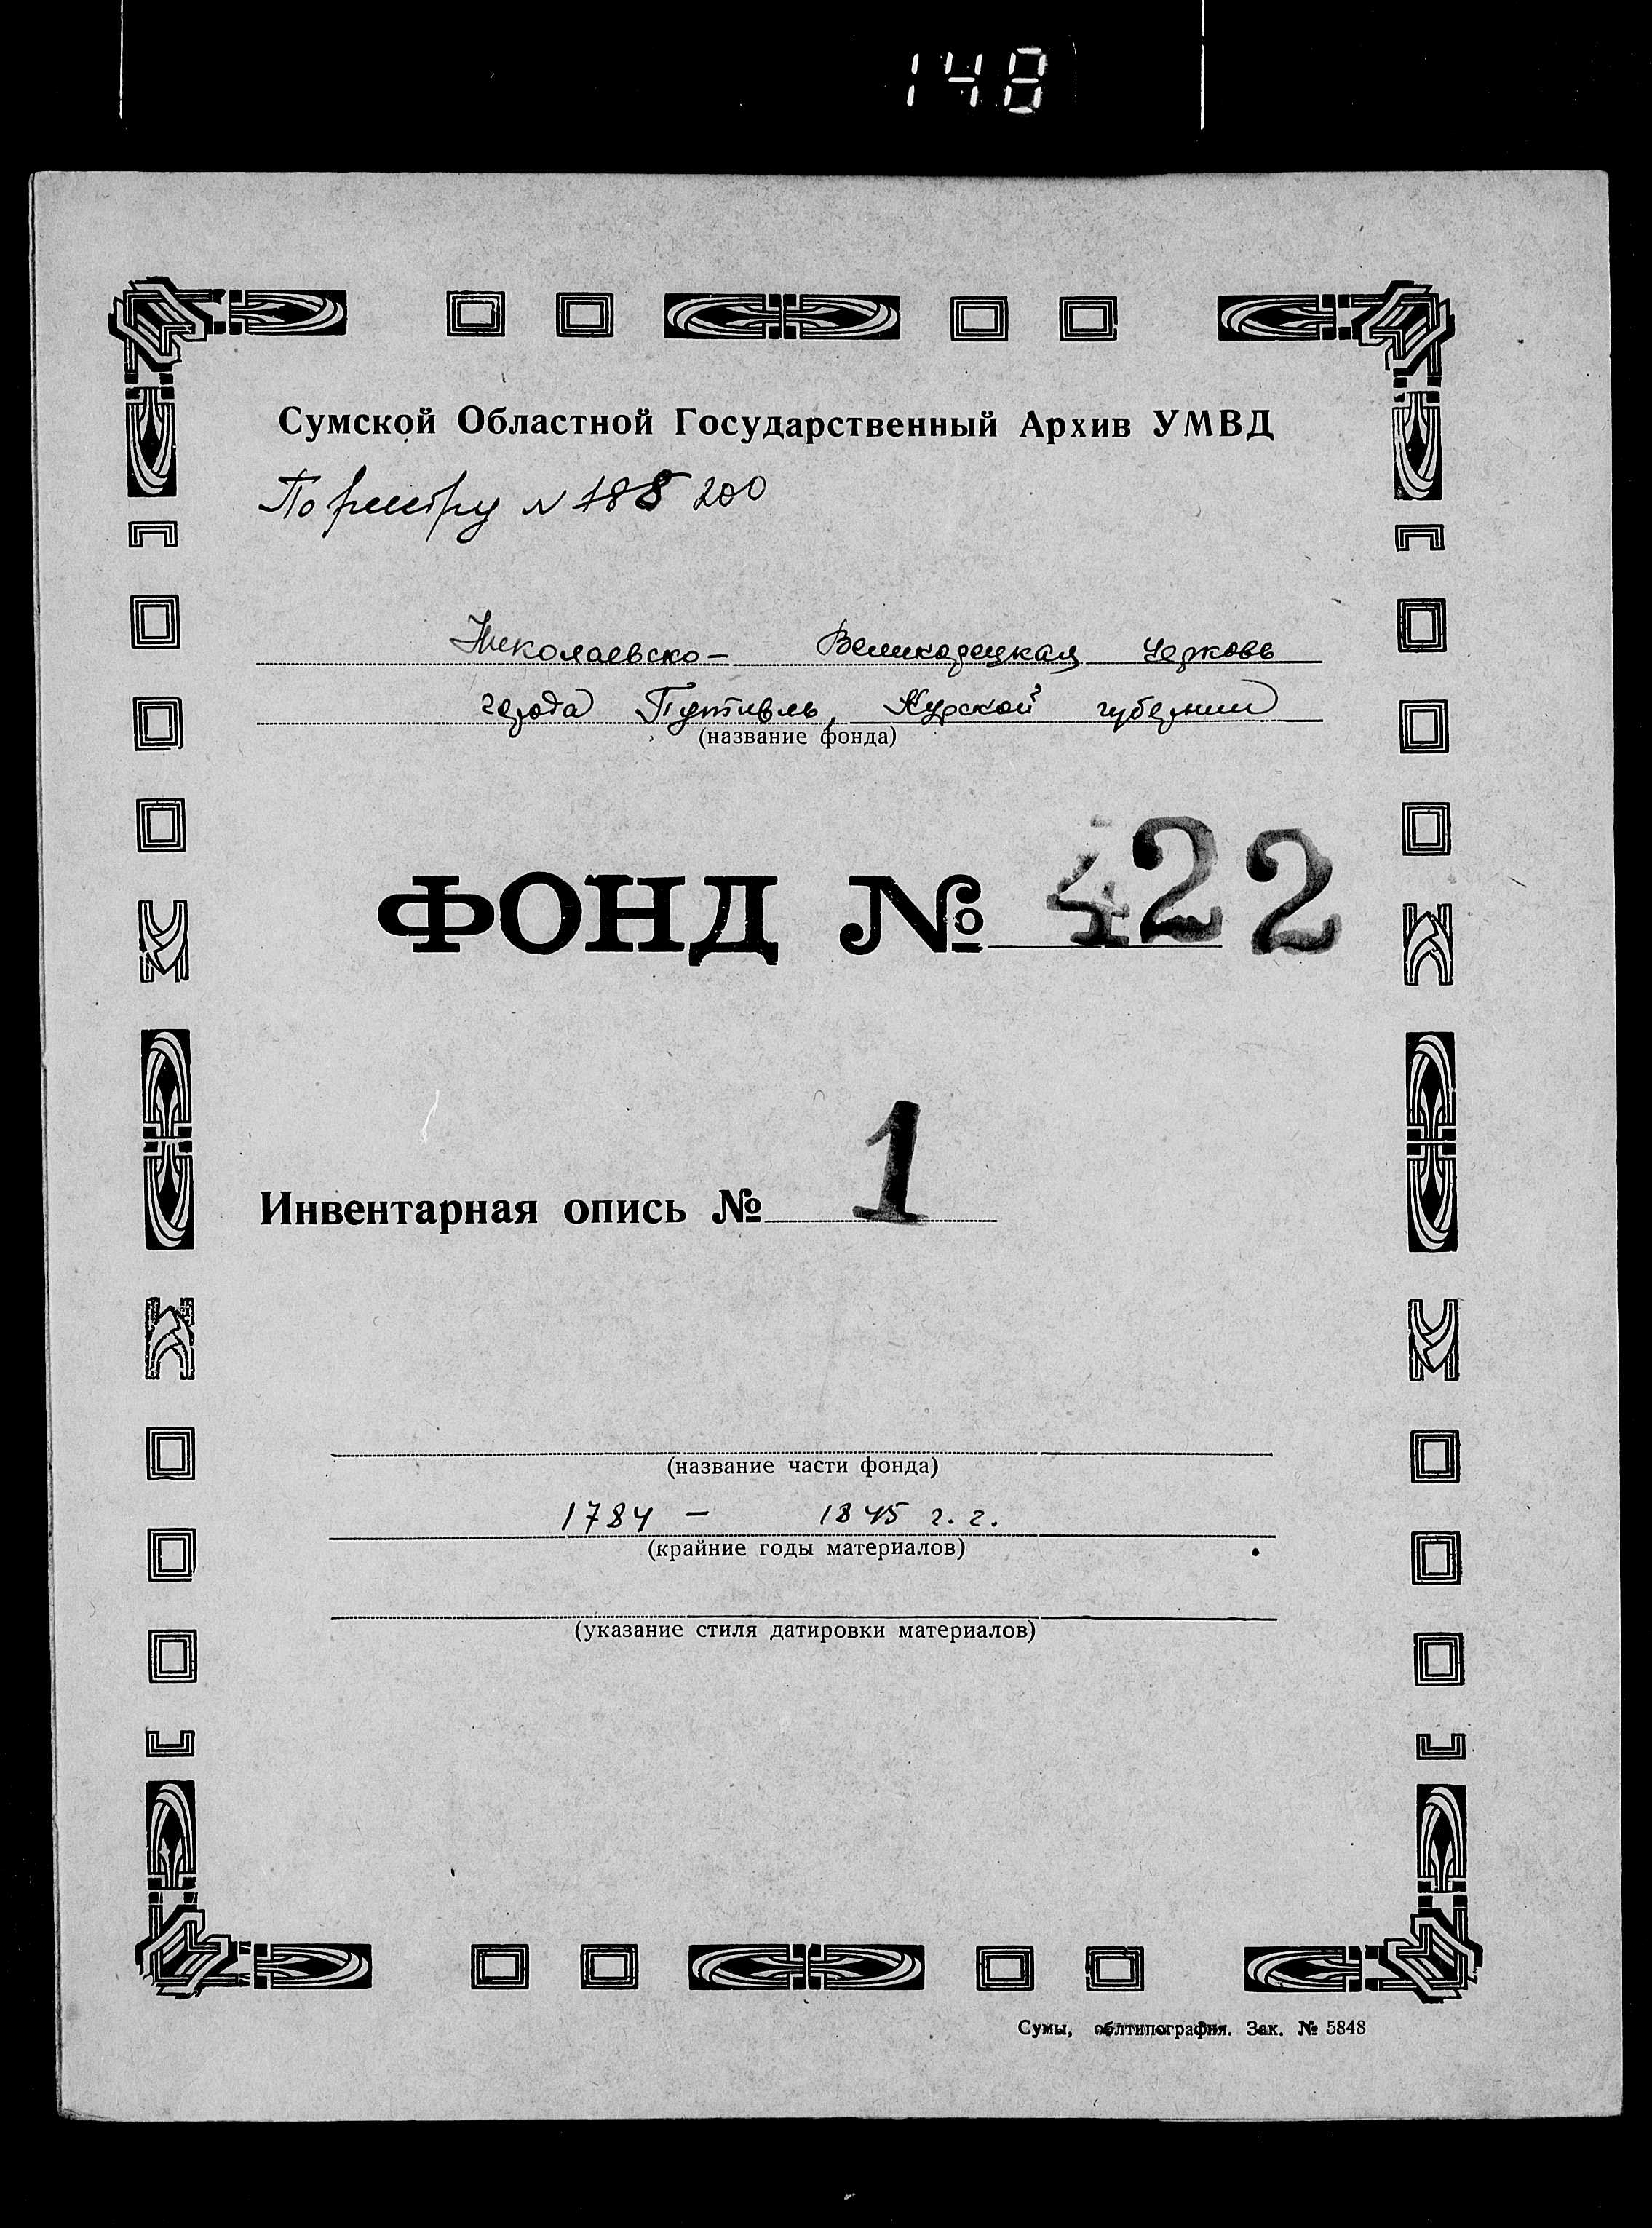 148
Сумской Областной Государственный Архив УМВД
По реестру N 188 200
Николаевско- Великорецкая церковь
города Путивль, Курской губернии
(название фонда)
ФОНД № 422
Инвентарная опись № 1
(название части фонда)
1784 - 1845 г.г.
(крайние годы материалов)
(указание стиля датировки материалов)
Сумы, облтипография. Зак. № 5848